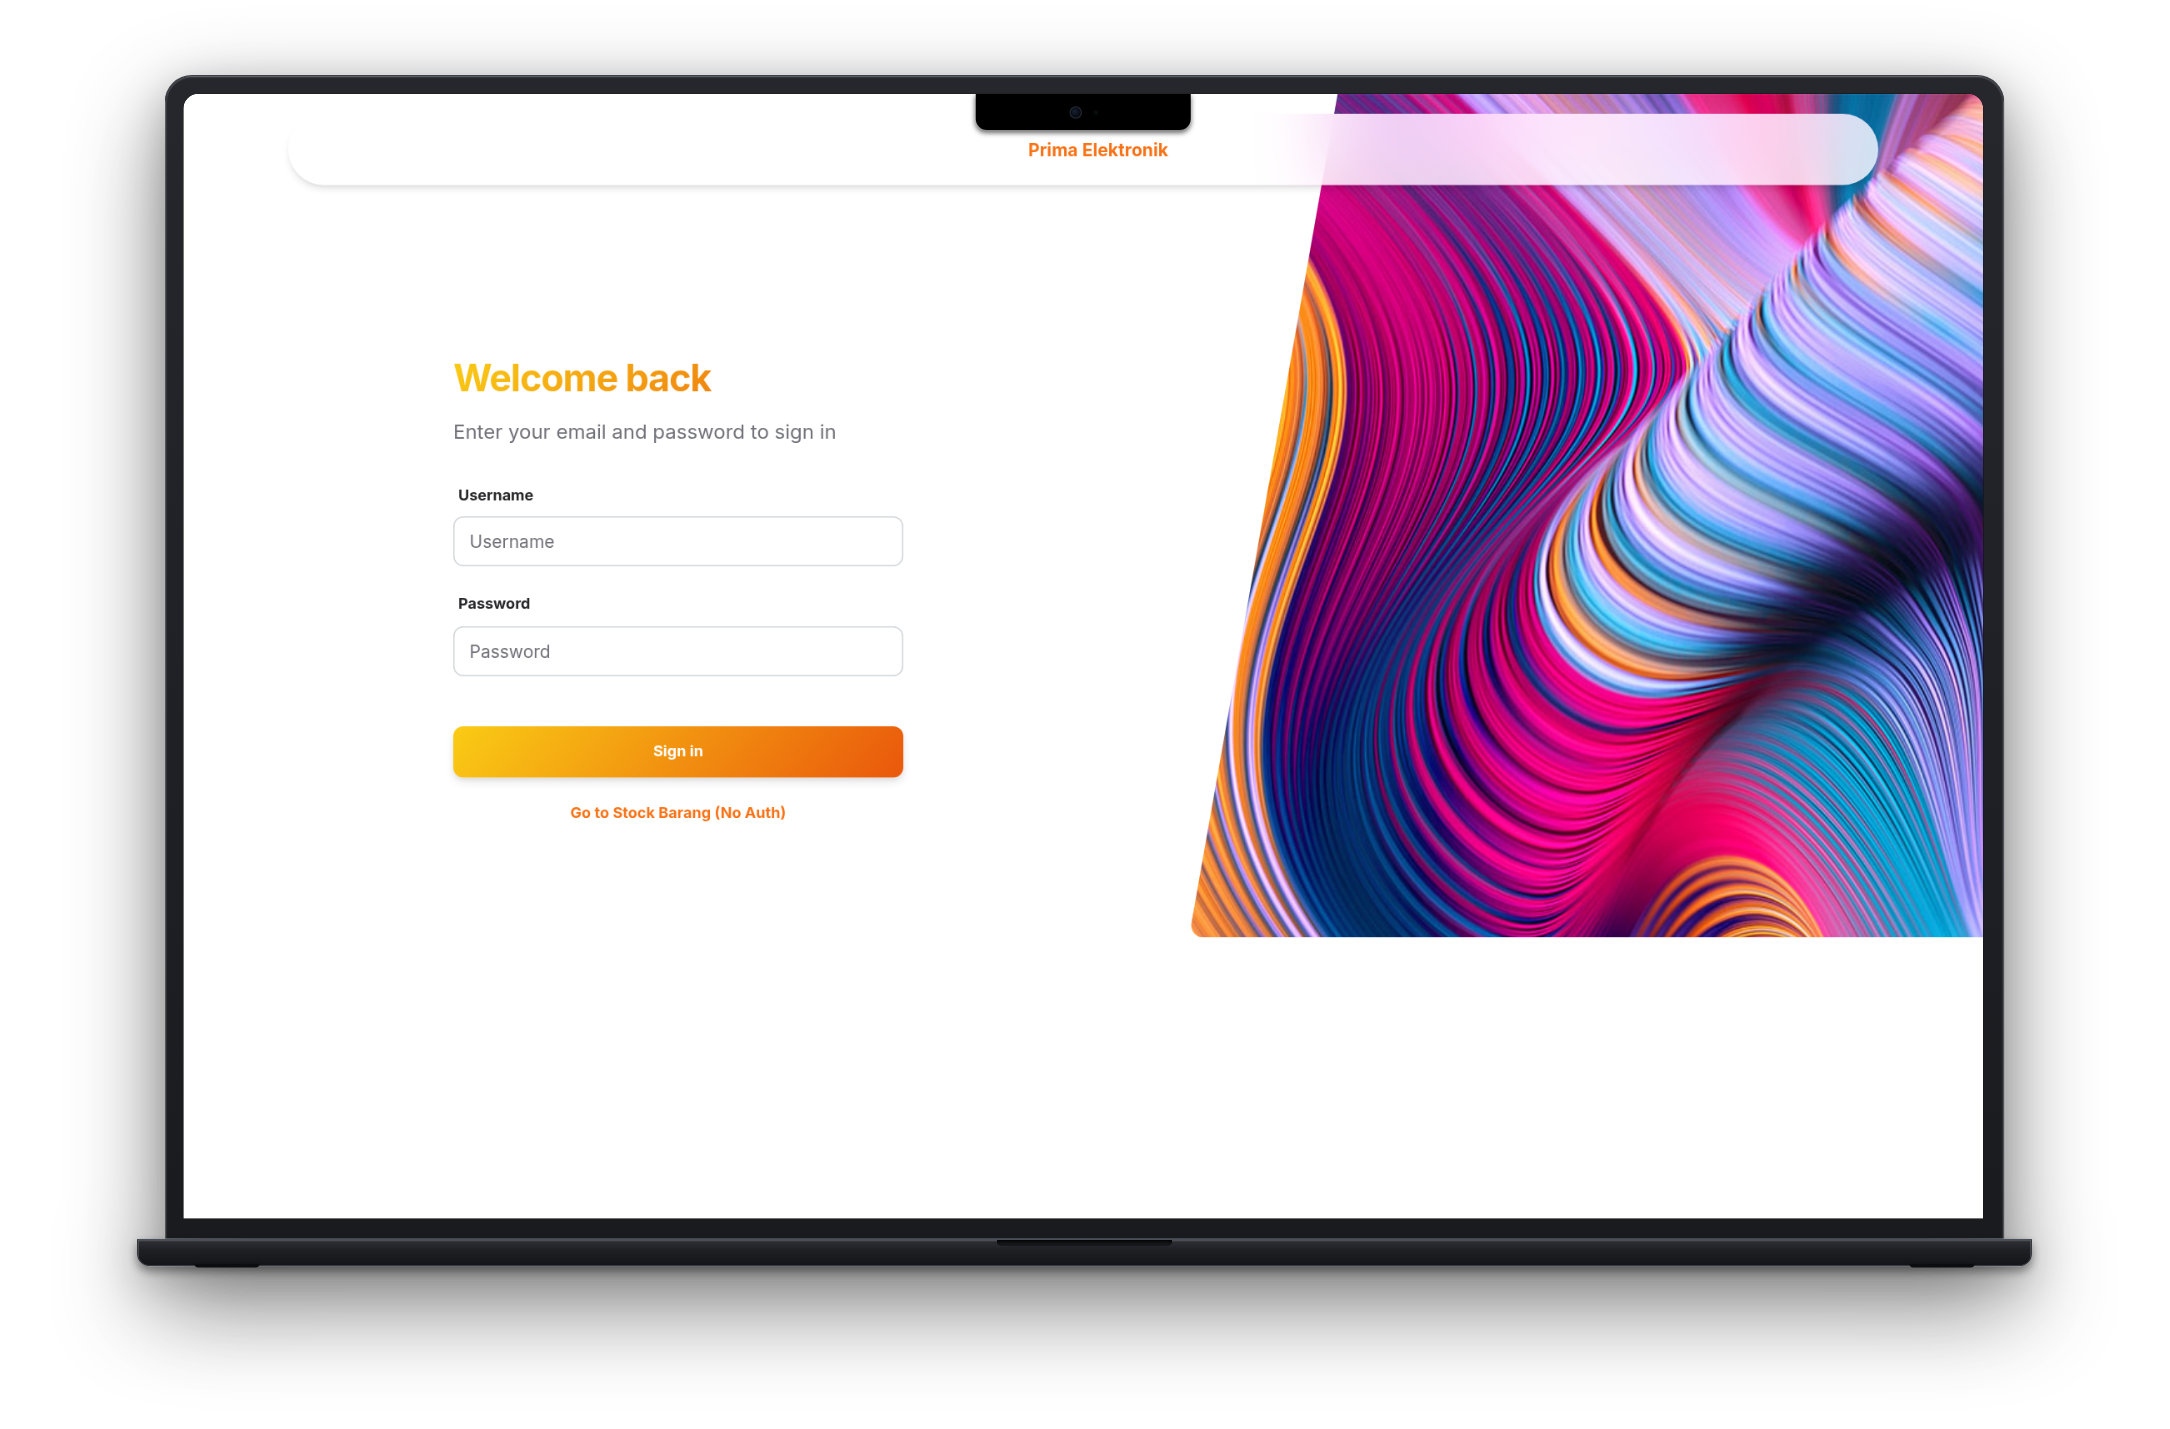 Prima Elektronik
Welcome back
Enter your email and password to sign in
Username
Username
Password
Password
Sign in
Go to Stock Barang (No Auth)